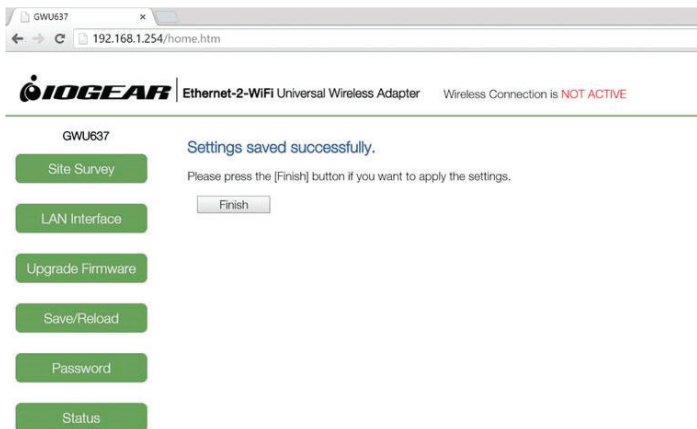 GWU637
192.168.1.254/home.htm
IOGEAR Ethernet-2-WiFi Universal Wireless Adapter Wireless Connection is NOT ACTIVE
GWU637
Site Survey
LAN Interface
Upgrade Firmware
Save/Reload
Password
Status
Settings saved successfully.
Please press the [Finish] button if you want to apply the settings.
Finish